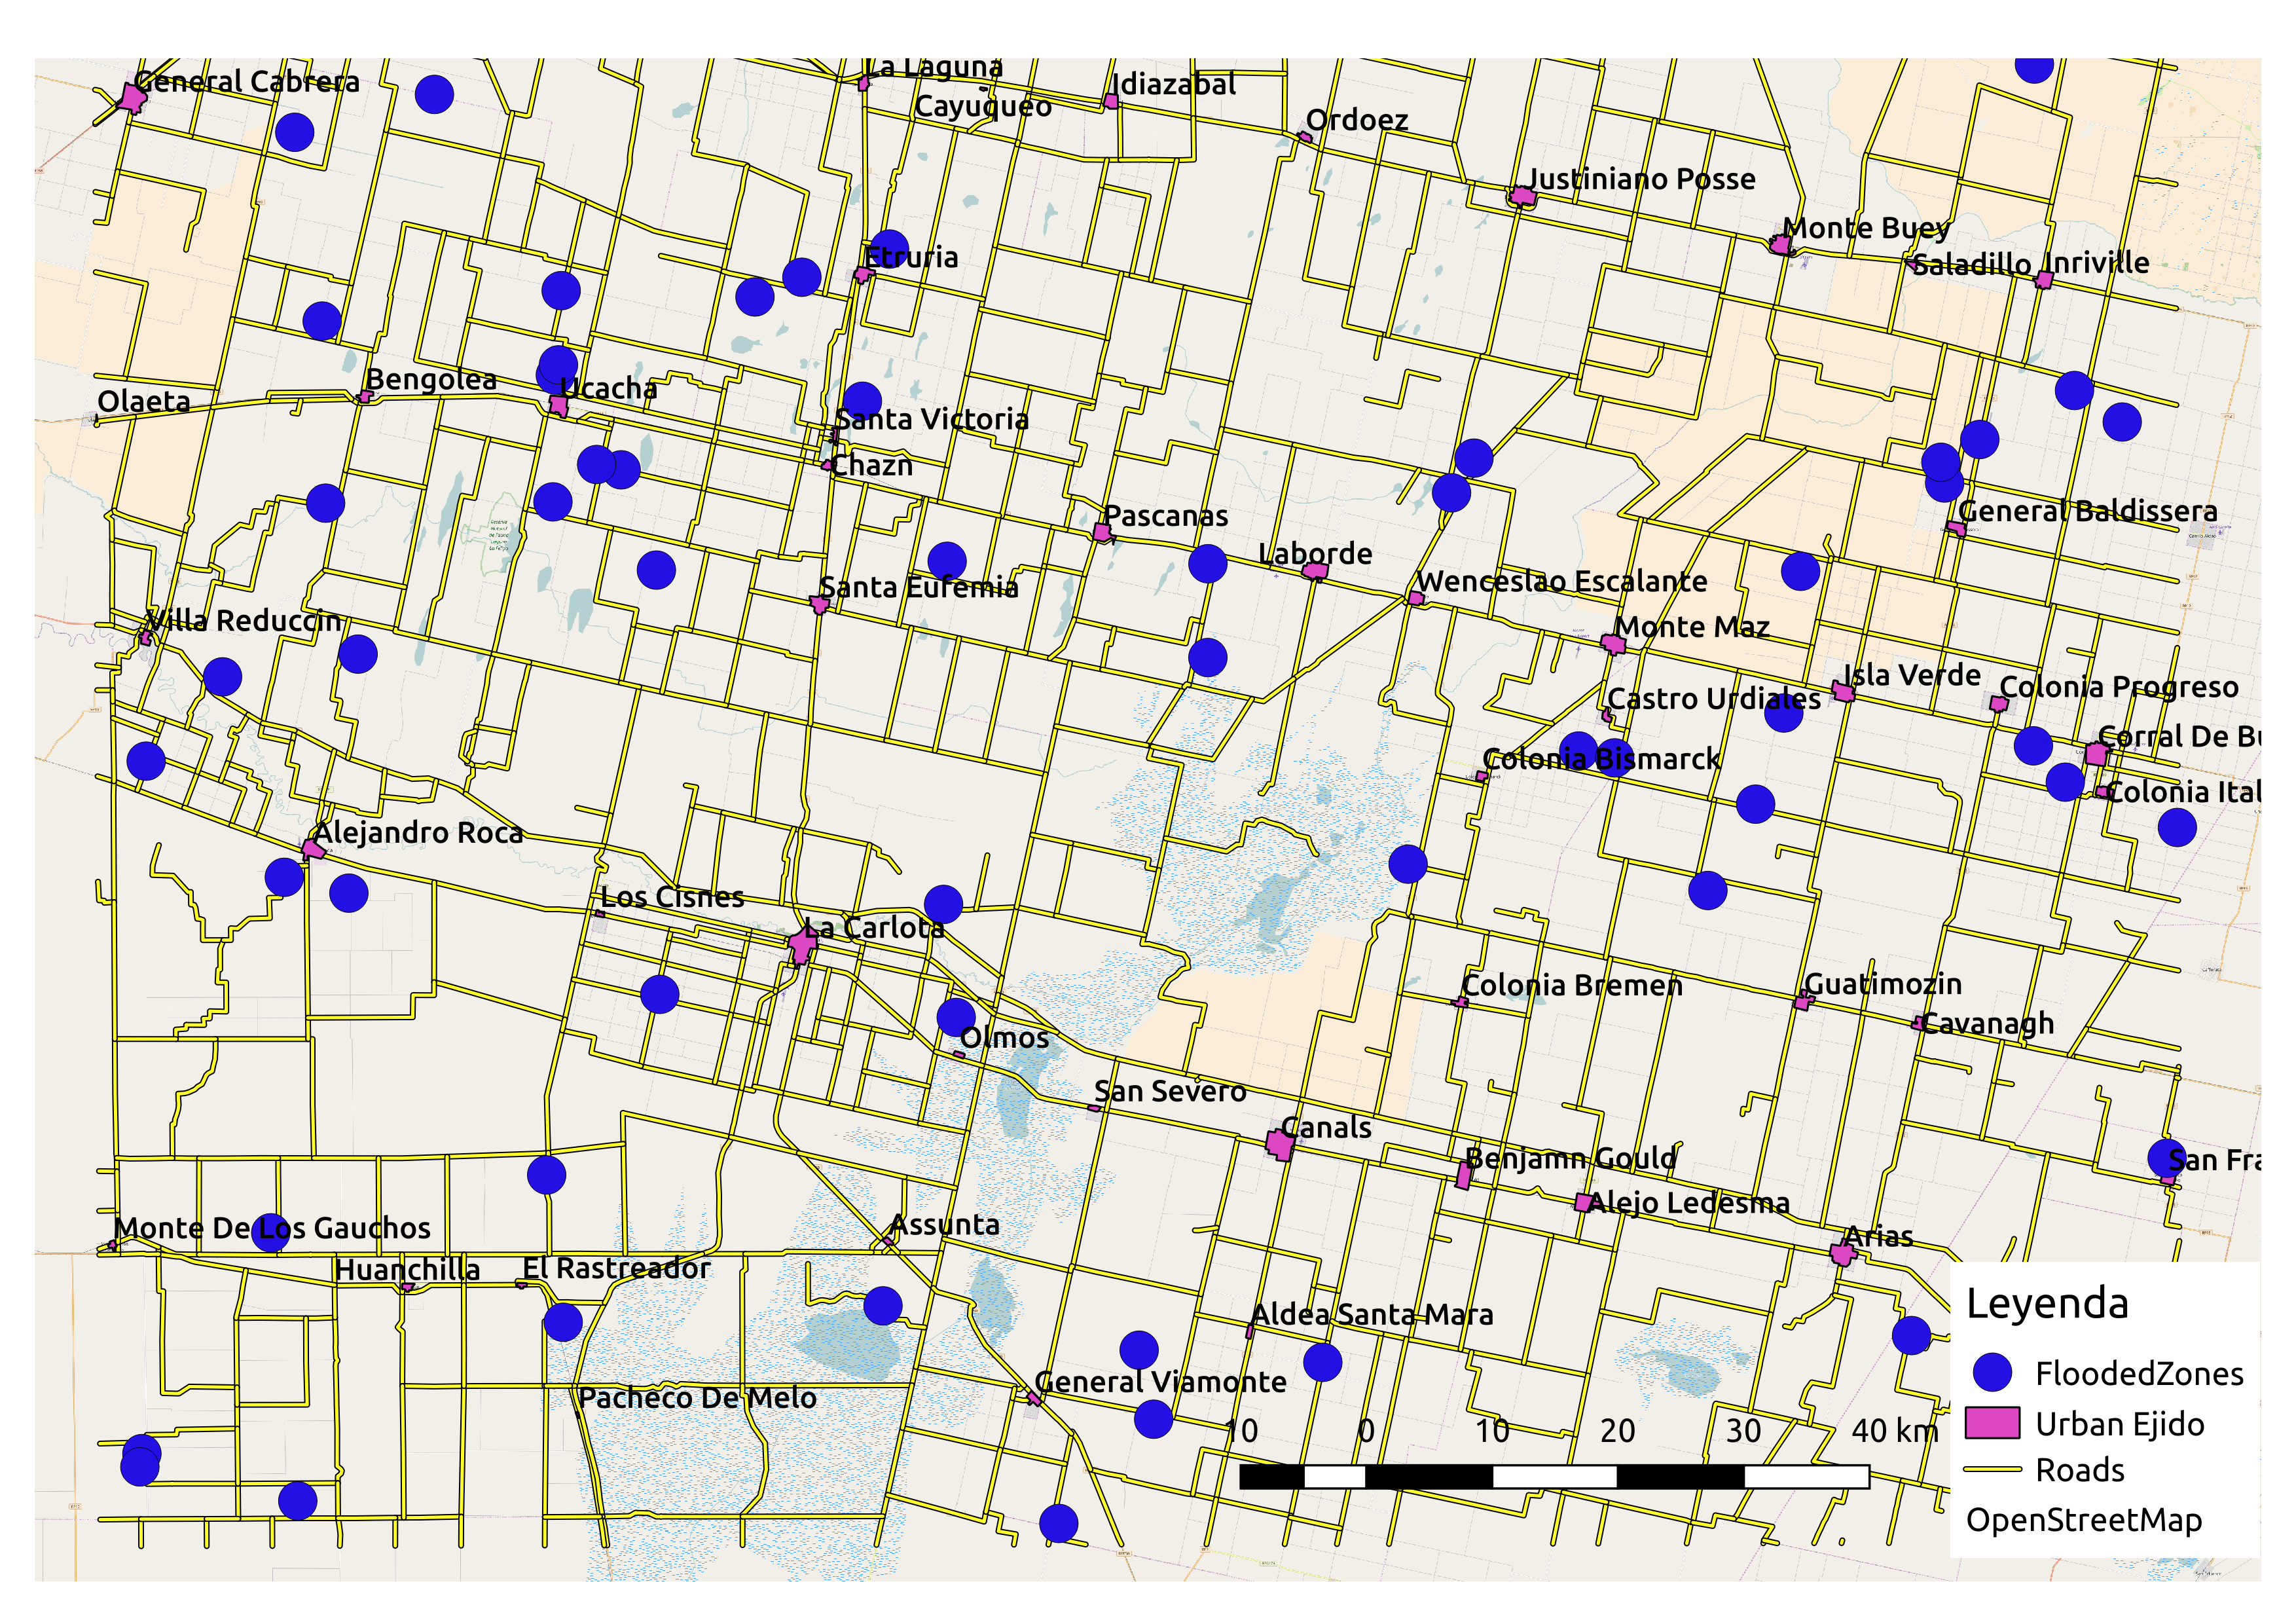 La Laguna
General Cabrera
Idiazabal
Cayuqueo
Ordoez
Justiniano Posse
Monte Buey
Etruria
Saladillo
Inriville
Bengolea
Ucacha
Olaeta
Santa Victoria
Chazn
General Baldissera
Pascanas
Laborde
Wenceslao Escalante
Santa Eufemia
Villa Reduccin
Monte Maz
Isla Verde
Colonia Progreso
Castro Urdiales
Corral De Bu
Colonia Bismarck
Colonia Ital
Alejandro Roca
Los Cisnes
La Carlota
Colonia Bremen
Guatimozin
Cavanagh
Olmos
San Severo
Canals
Benjamn Gould
San Fra
Alejo Ledesma
Monte De Los Gauchos
Assunta
Arias
Huanchilla
El Rastreador
Aldea Santa Mara
General Viamonte
Pacheco De Melo
10 0 10 20 30 40 km
Leyenda
FloodedZones
Urban Ejido
Roads
OpenStreetMap